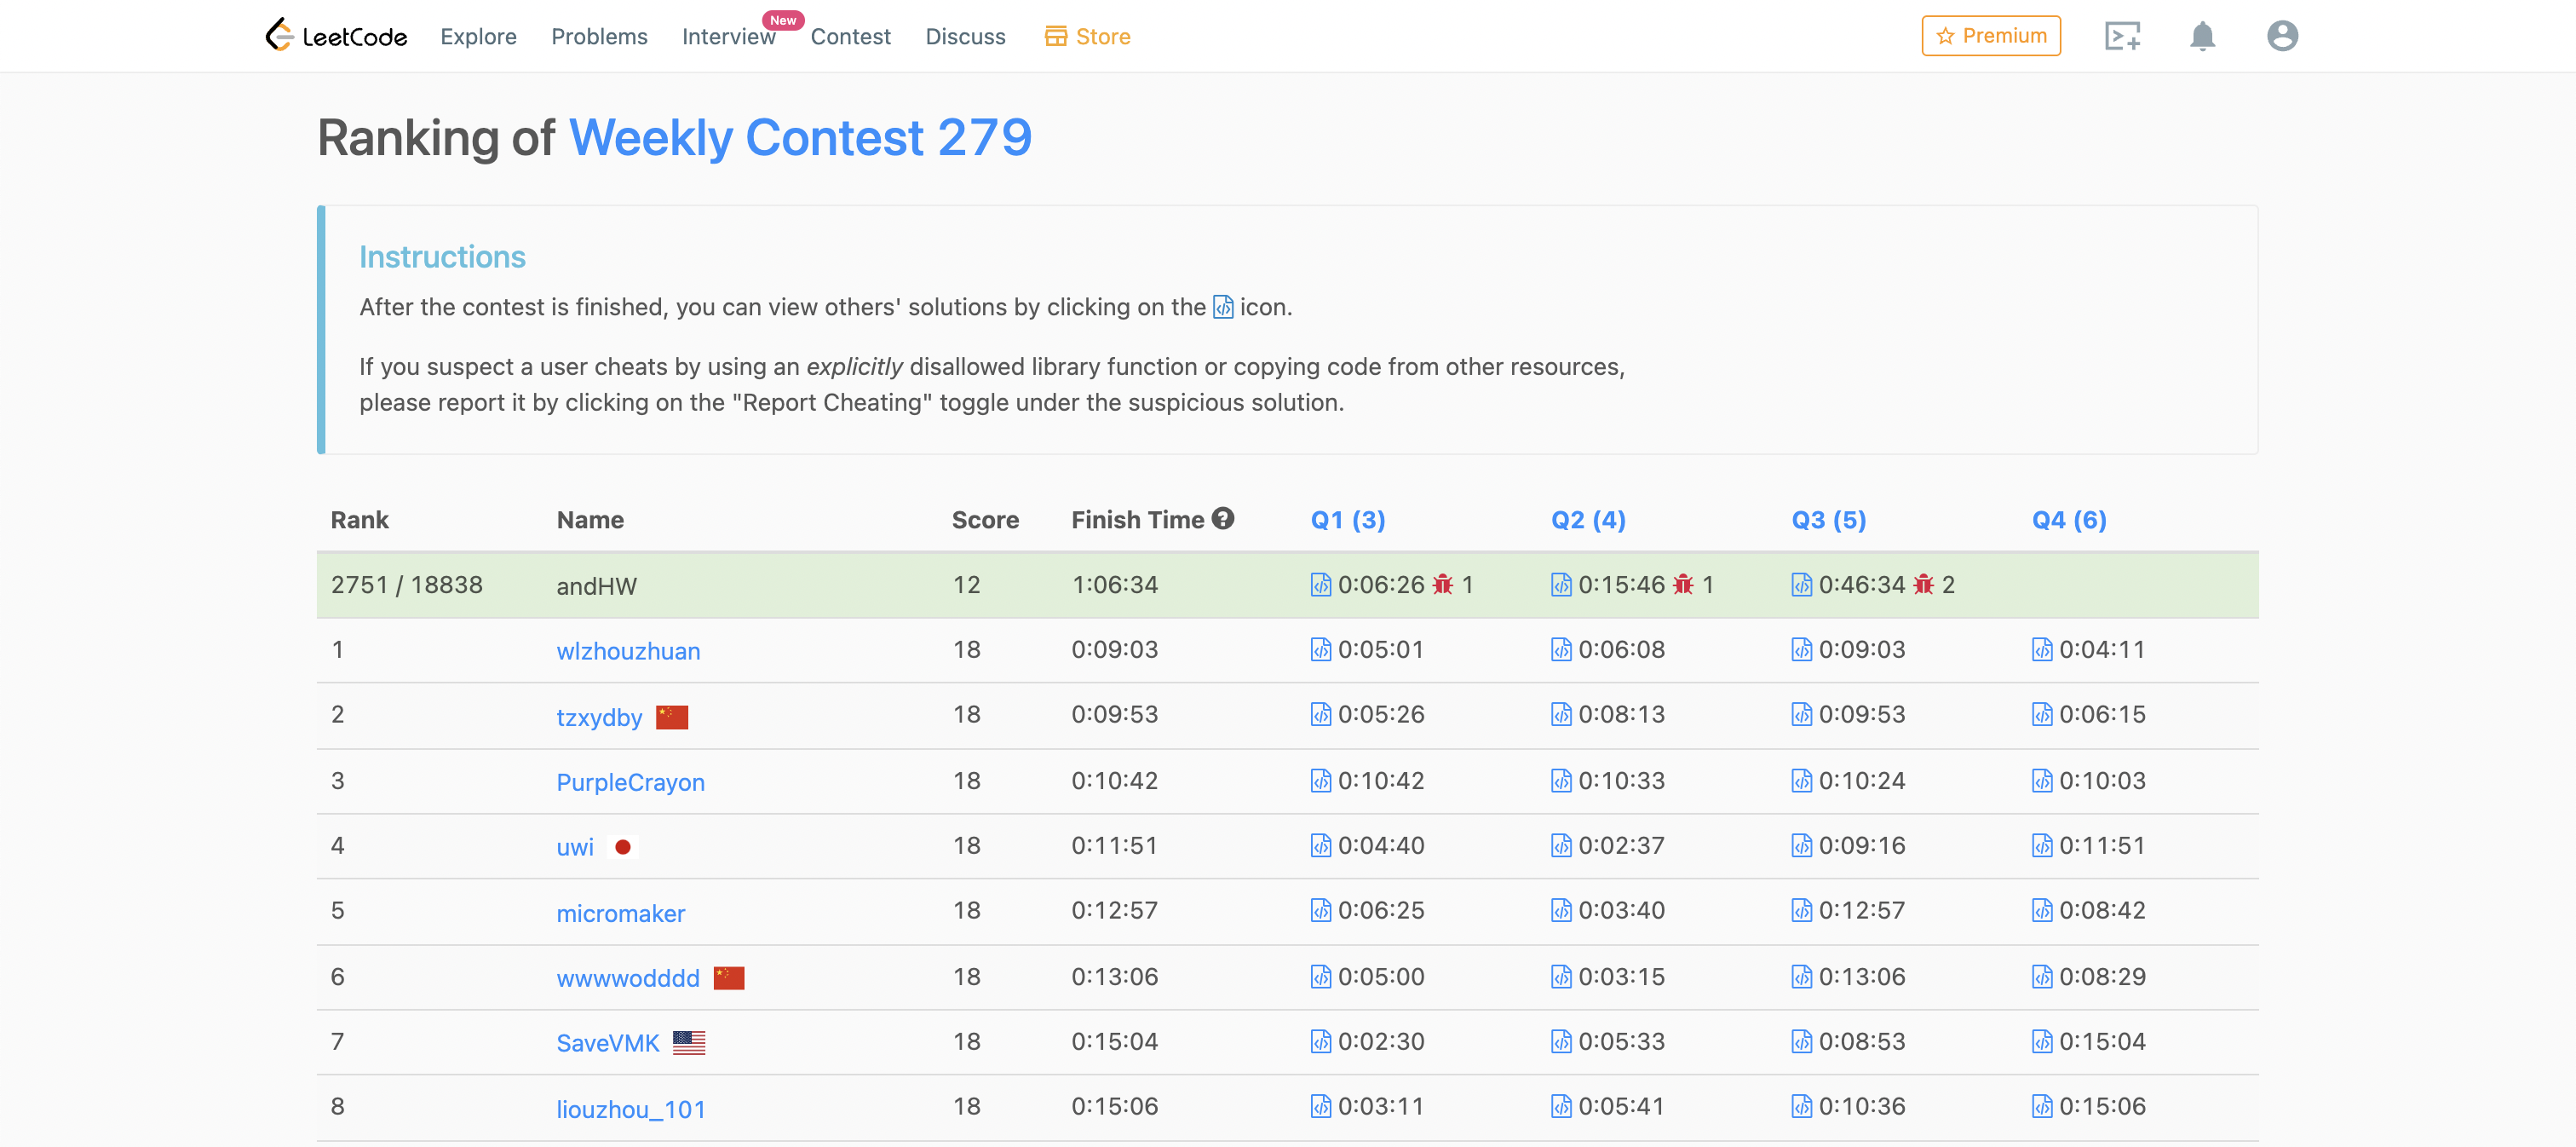 LeetCode Explore Problems Interview New Contest Discuss Store Premium
Ranking of Weekly Contest 279
Instructions
After the contest is finished, you can view others' solutions by clicking on the icon.
If you suspect a user cheats by using an explicitly disallowed library function or copying code from other resources,
please report it by clicking on the "Report Cheating" toggle under the suspicious solution.
Rank Name Score Finish Time Q1 (3) Q2 (4) Q3 (5) Q4 (6)
2751 / 18838 andHW 12 1:06:34 0:06:26 1 0:15:46 1 0:46:34 2
1 wlzhouzhuan 18 0:09:03 0:05:01 0:06:08 0:09:03 0:04:11
2 tzxydby 18 0:09:53 0:05:26 0:08:13 0:09:53 0:06:15
3 PurpleCrayon 18 0:10:42 0:10:42 0:10:33 0:10:24 0:10:03
4 uwi 18 0:11:51 0:04:40 0:02:37 0:09:16 0:11:51
5 micromaker 18 0:12:57 0:06:25 0:03:40 0:12:57 0:08:42
6 wwwwodddd 18 0:13:06 0:05:00 0:03:15 0:13:06 0:08:29
7 SaveVMK 18 0:15:04 0:02:30 0:05:33 0:08:53 0:15:04
8 liouzhou_101 18 0:15:06 0:03:11 0:05:41 0:10:36 0:15:06